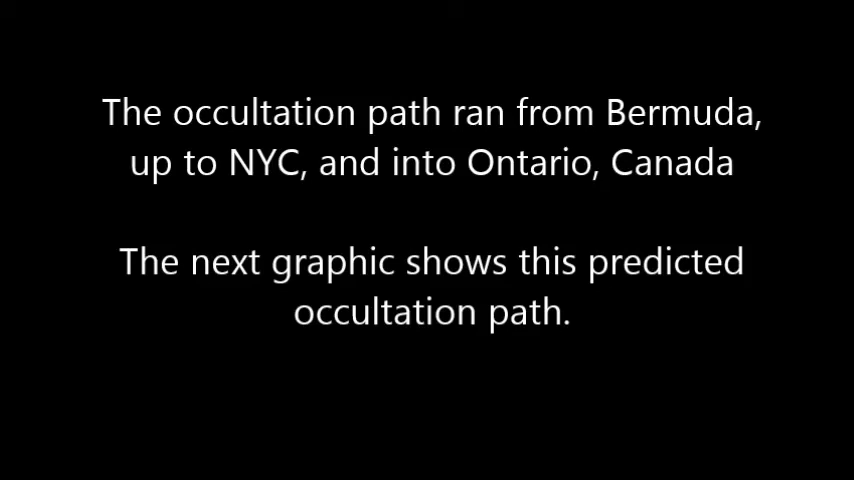 The occultation path ran from Bermuda,
up to NYC, and into Ontario, Canada
The next graphic shows this predicted
occultation path.